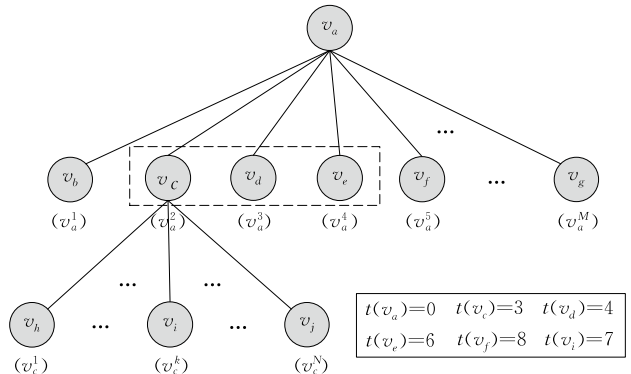 v_a
...
v_b v_c v_d v_e v_f ... v_g
(v_a^1) (v_a^2) (v_a^3) (v_a^4) (v_a^5) (v_a^M)
... ...
v_h ... v_i ... v_j
(v_c^1) (v_c^k) (v_c^N)
t(v_a)=0 t(v_c)=3 t(v_d)=4
t(v_e)=6 t(v_f)=8 t(v_i)=7